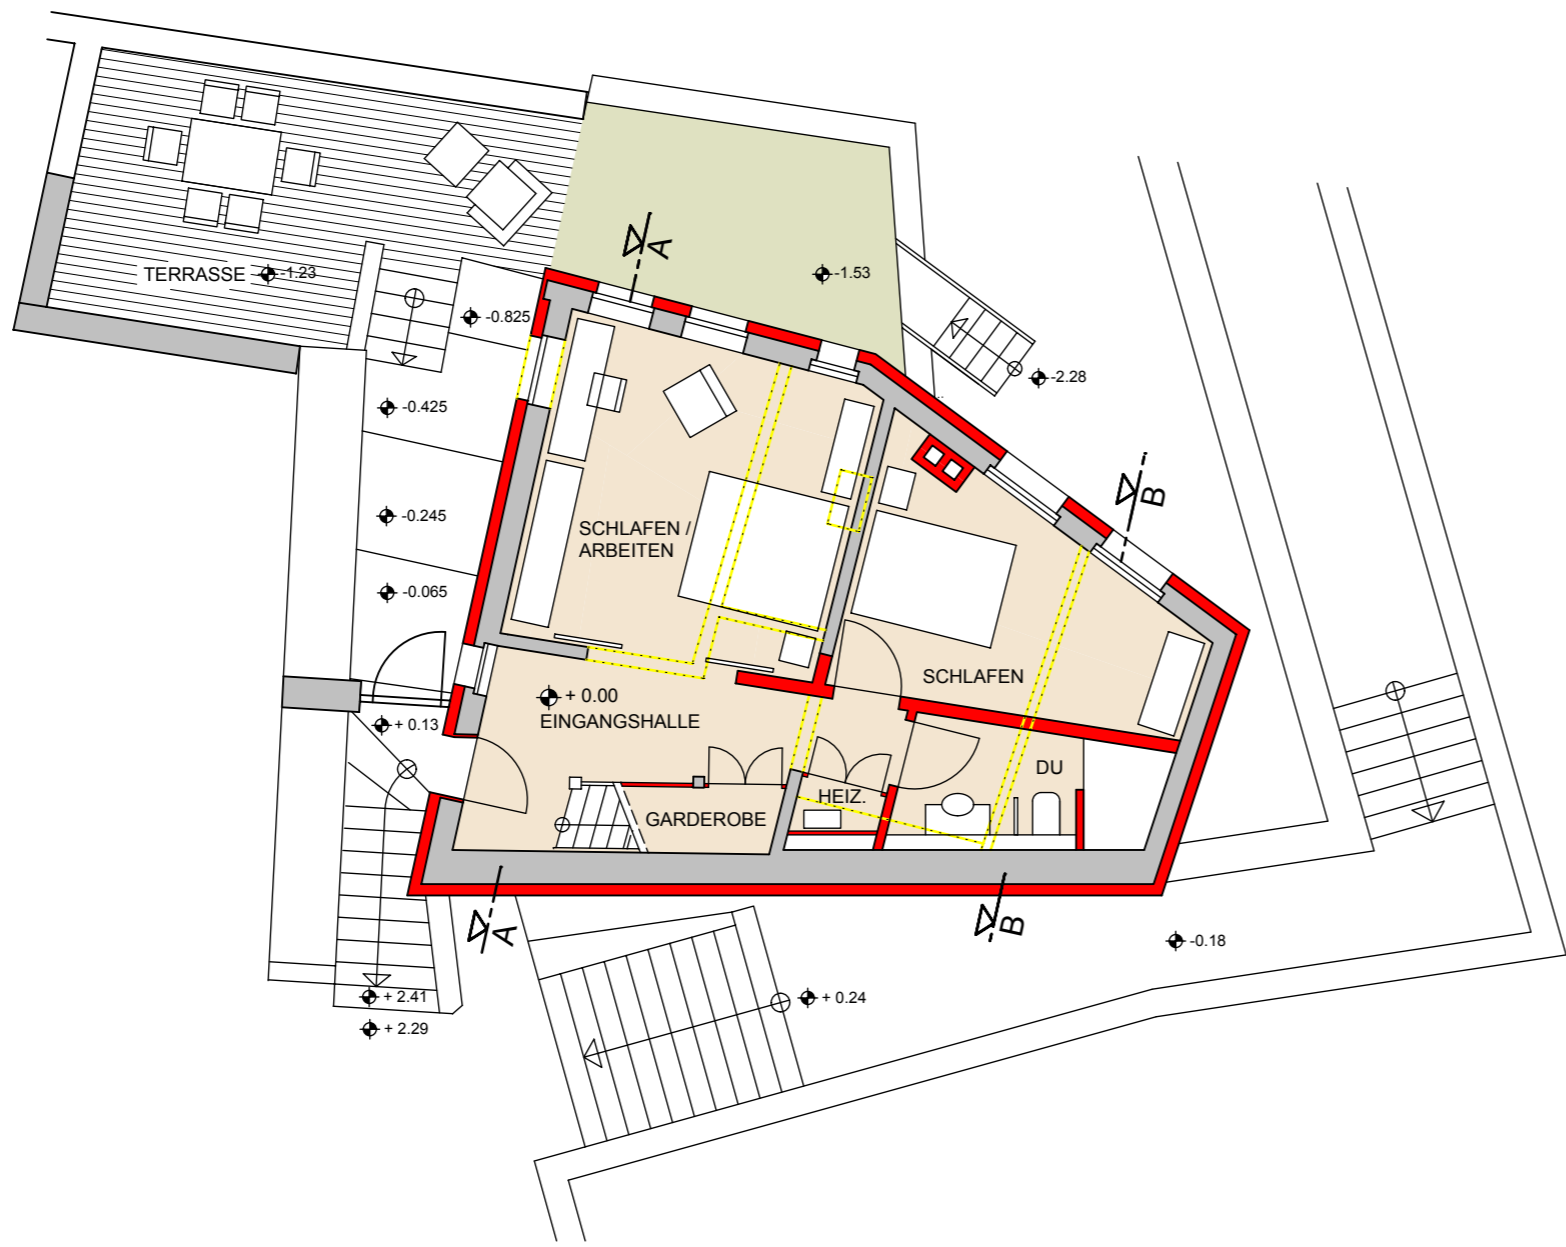 A
TERRASSE
-1.23
-1.53
-0.825
-2.28
-0.425
B
-0.245
SCHLAFEN /
ARBEITEN
-0.065
SCHLAFEN
+ 0.00
EINGANGSHALLE
+ 0.13
DU
HEIZ.
GARDEROBE
A
B
-0.18
+ 2.41
+ 0.24
+ 2.29